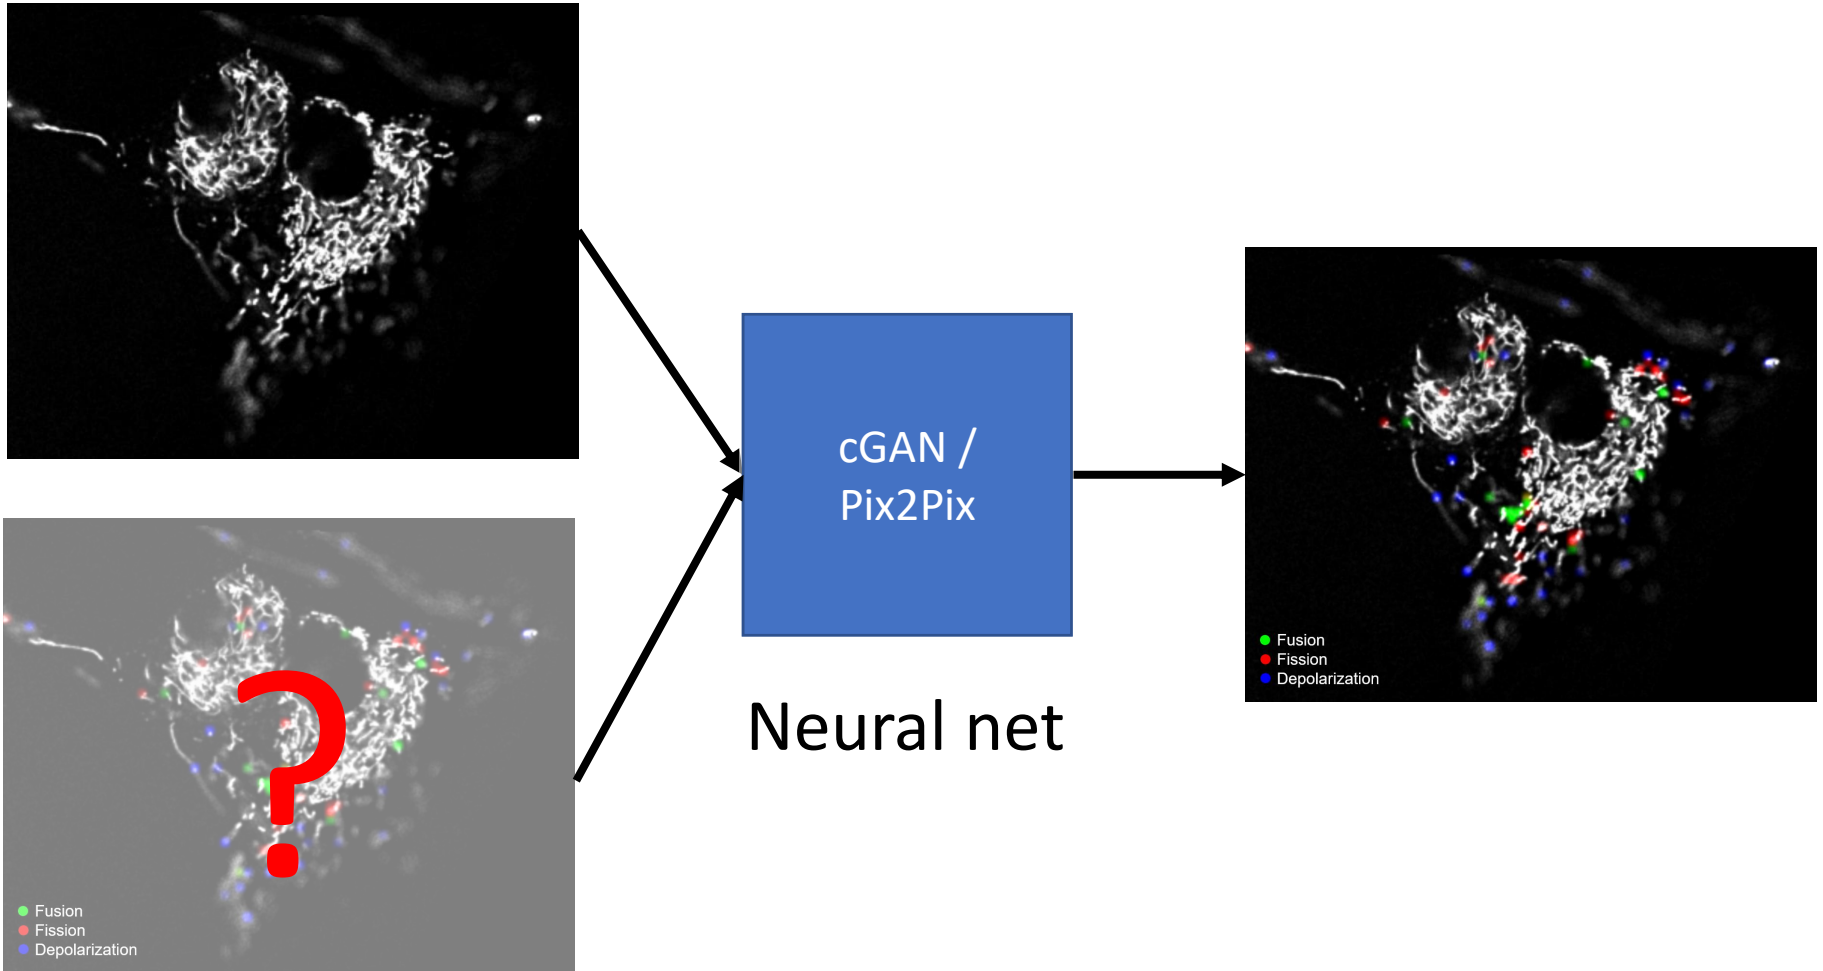 cGAN /
Pix2Pix
Neural net
?
Fusion
Fission
Depolarization
Fusion
Fission
Depolarization